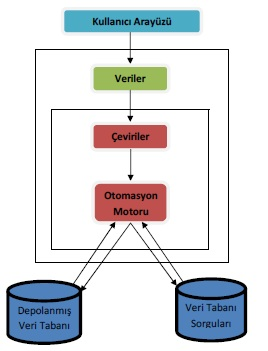 Kullanıcı Arayüzü
Veriler
Çeviriler
Otomasyon
Motoru
Depolanmış
Veri Tabanı
Veri Tabanı
Sorguları